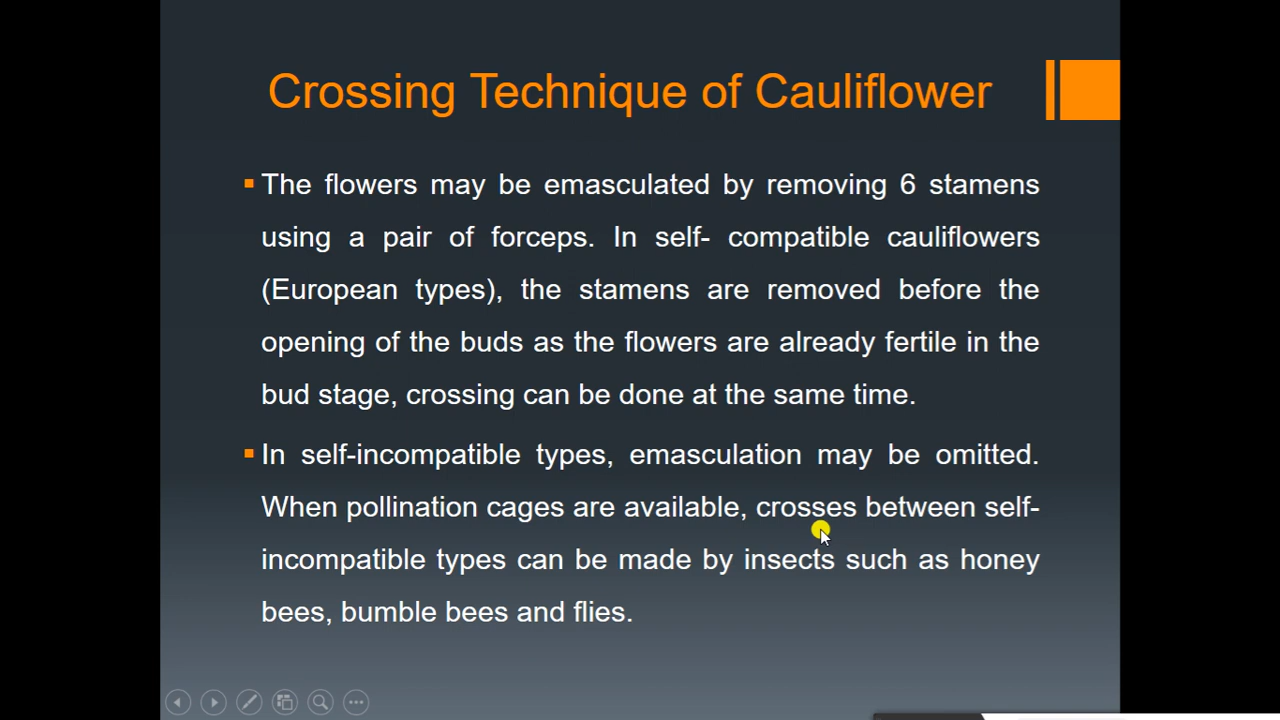 Crossing Technique of Cauliflower
The flowers may be emasculated by removing 6 stamens
using a pair of forceps. In self- compatible cauliflowers
(European types), the stamens are removed before the
opening of the buds as the flowers are already fertile in the
bud stage, crossing can be done at the same time.
In self-incompatible types, emasculation may be omitted.
When pollination cages are available, crosses between self-
incompatible types can be made by insects such as honey
bees, bumble bees and flies.